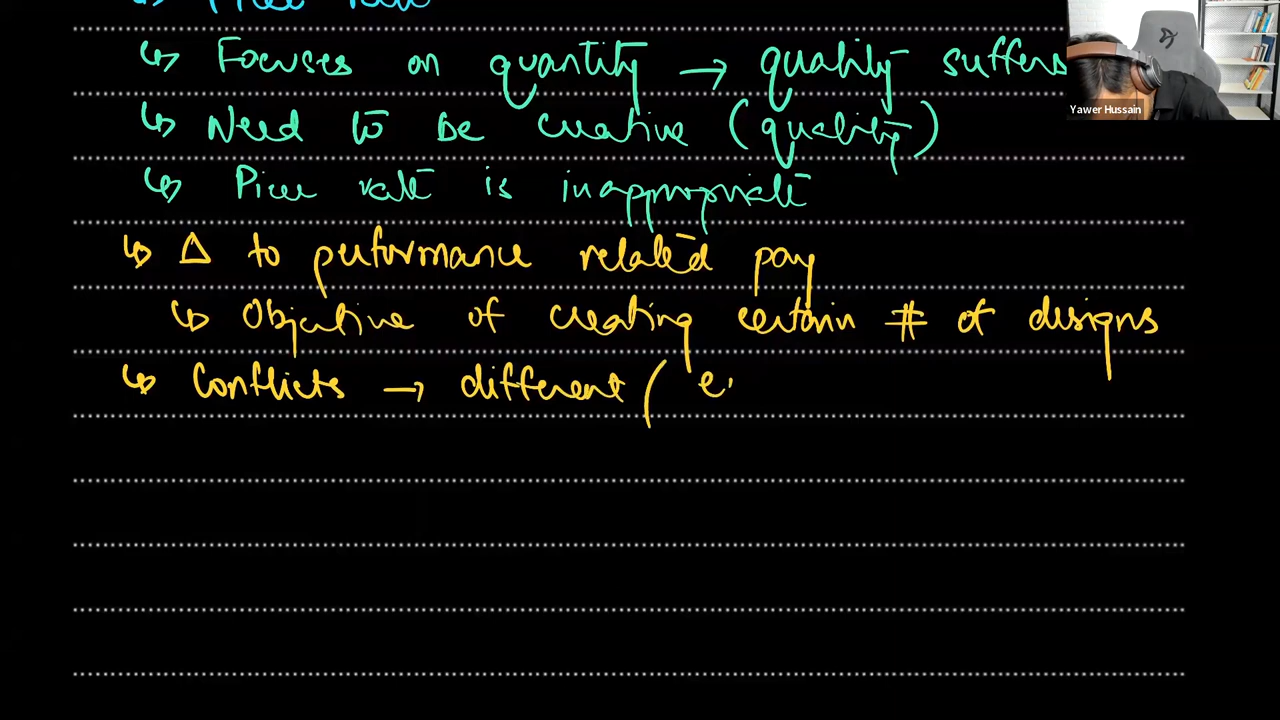 ↳ Focuses on quantity → quality suffers
Yawer Hussain
↳ Need to be creative (quality)
↳ Piece rate is inappropriate
↳ Δ to performance related pay
↳ Objective of creating certain # of designs
↳ Conflicts → different (